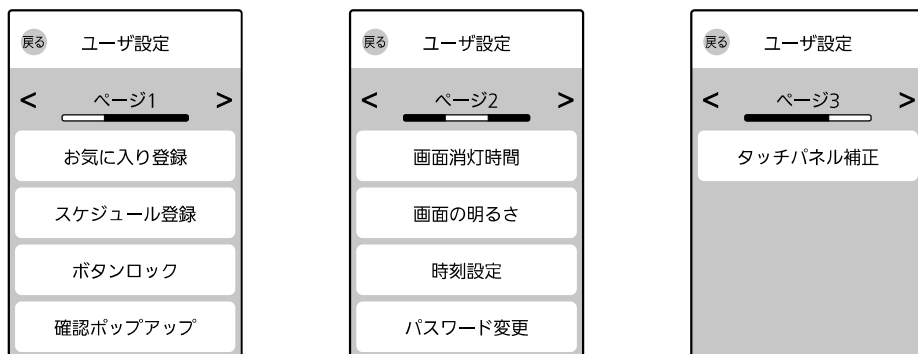 戻る ユーザ設定
< ページ1 >
お気に入り登録
スケジュール登録
ボタンロック
確認ポップアップ
戻る ユーザ設定
< ページ2 >
画面消灯時間
画面の明るさ
時刻設定
パスワード変更
戻る ユーザ設定
< ページ3 >
タッチパネル補正